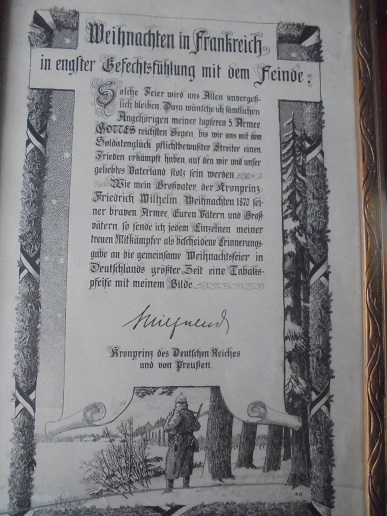 Weihnachten in Frankreich
in engster Gefechtsfühlung mit dem Feinde:
Solche Feier wird uns Allen unvergeß-
lich bleiben. Dazu wünsche ich sämtlichen
Angehörigen meiner tapferen 5. Armee
GOTTES reichsten Segen bis wir uns mit dem
Soldatenglück pflichtbewußter Streiter einen
Frieden erkämpft haben auf den wir und unser
geliebtes Vaterland stolz sein werden.
Wie mein Großvater, der Kronprinz
Friedrich Wilhelm, Weihnachten 1870 sei-
ner braven Armee, Euren Vätern und Groß-
vätern, so sende ich jedem Einzelnen meiner
treuen Mitkämpfer als bescheidene Erinnerungs-
gabe an die gemeinsame Weihnachtsfeier in
Deutschlands größter Zeit eine Tabaks-
pfeife mit meinem Bilde.
Wilhelm
Kronprinz des Deutschen Reiches
und von Preußen.